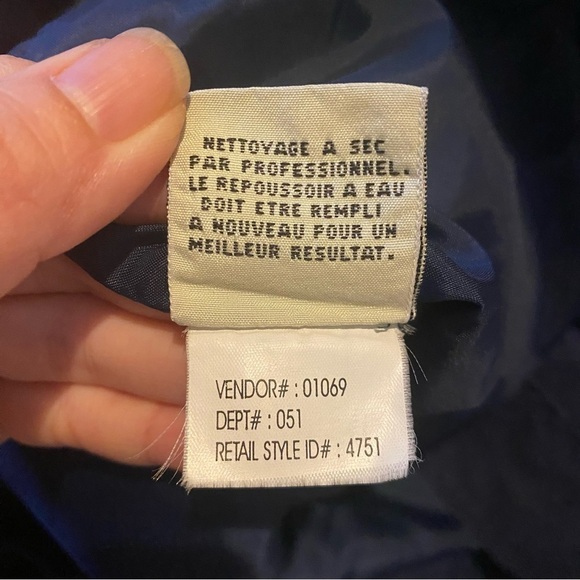 NETTOYAGE A SEC
PAR PROFESSIONNEL.
LE REPOUSSOIR A EAU
DOIT ETRE REMPLI
A NOUVEAU POUR UN
MEILLEUR RESULTAT.
VENDOR# : 01069
DEPT# : 051
RETAIL STYLE ID# : 4751